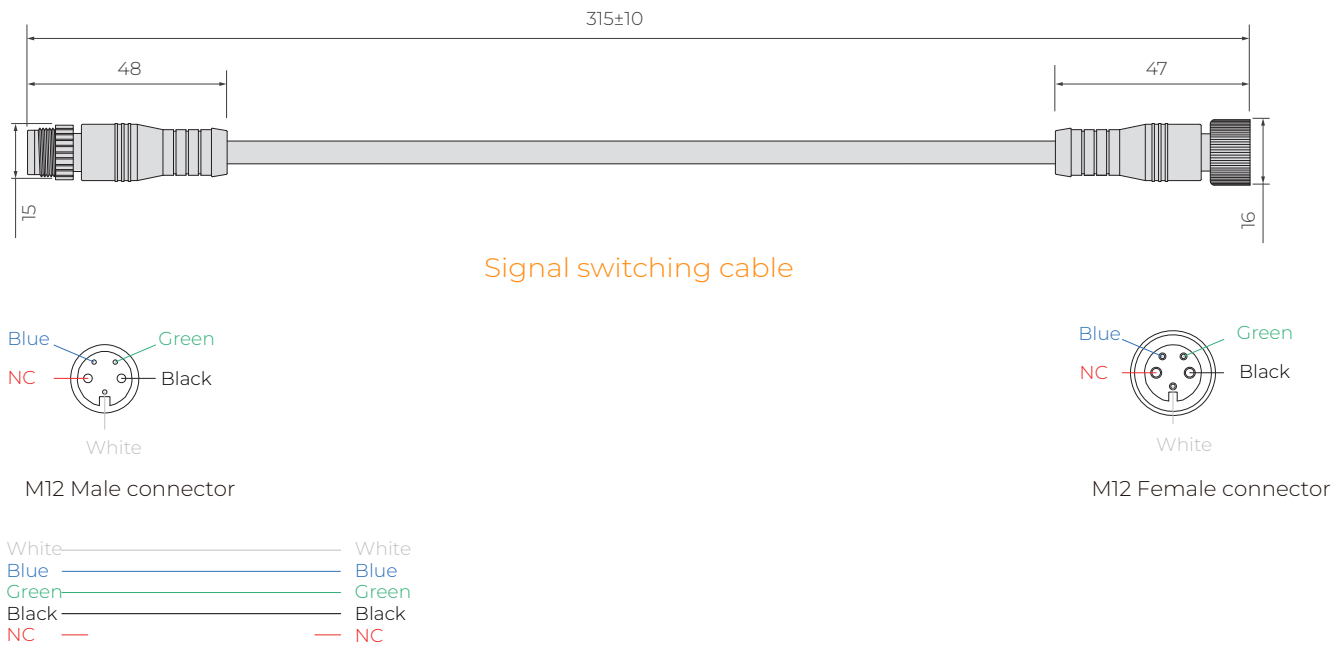 315±10
48
47
15
16
Signal switching cable
Blue
Green
NC
Black
White
M12 Male connector
Blue
Green
NC
Black
White
M12 Female connector
White White
Blue Blue
Green Green
Black Black
NC NC